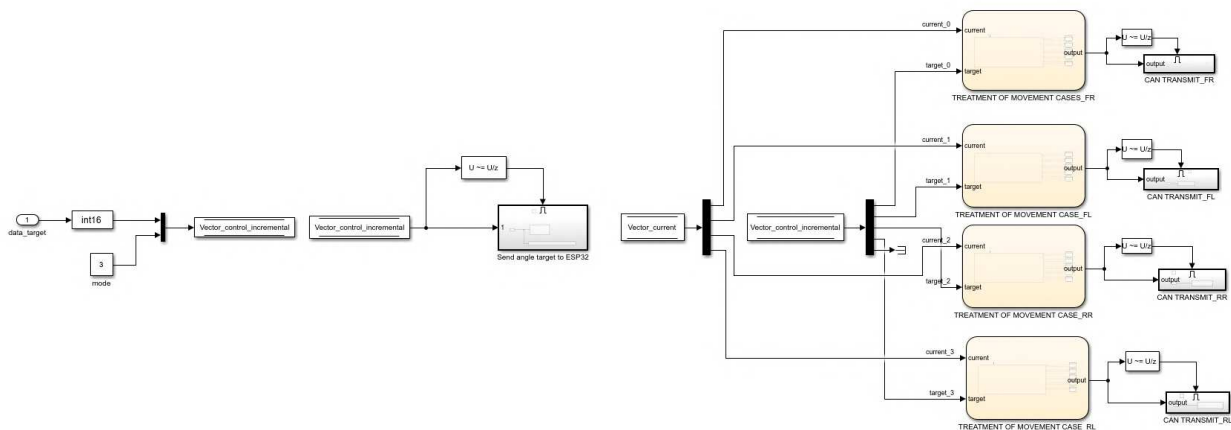 1
data_target
int16
3
mode
Vector_control_incremental
Vector_control_incremental
U ~= U/z
1
Send angle target to ESP32
Vector_current
Vector_control_incremental
current_0
target_0
current
target
output
TREATMENT OF MOVEMENT CASES_FR
U ~= U/z
output
CAN TRANSMIT_FR
current_1
target_1
current
target
output
TREATMENT OF MOVEMENT CASE_FL
U ~= U/z
output
CAN TRANSMIT_FL
current_2
target_2
current
target
output
TREATMENT OF MOVEMENT CASE_RR
U ~= U/z
output
CAN TRANSMIT_RR
current_3
target_3
current
target
output
TREATMENT OF MOVEMENT CASE_RL
U ~= U/z
output
CAN TRANSMIT_RL